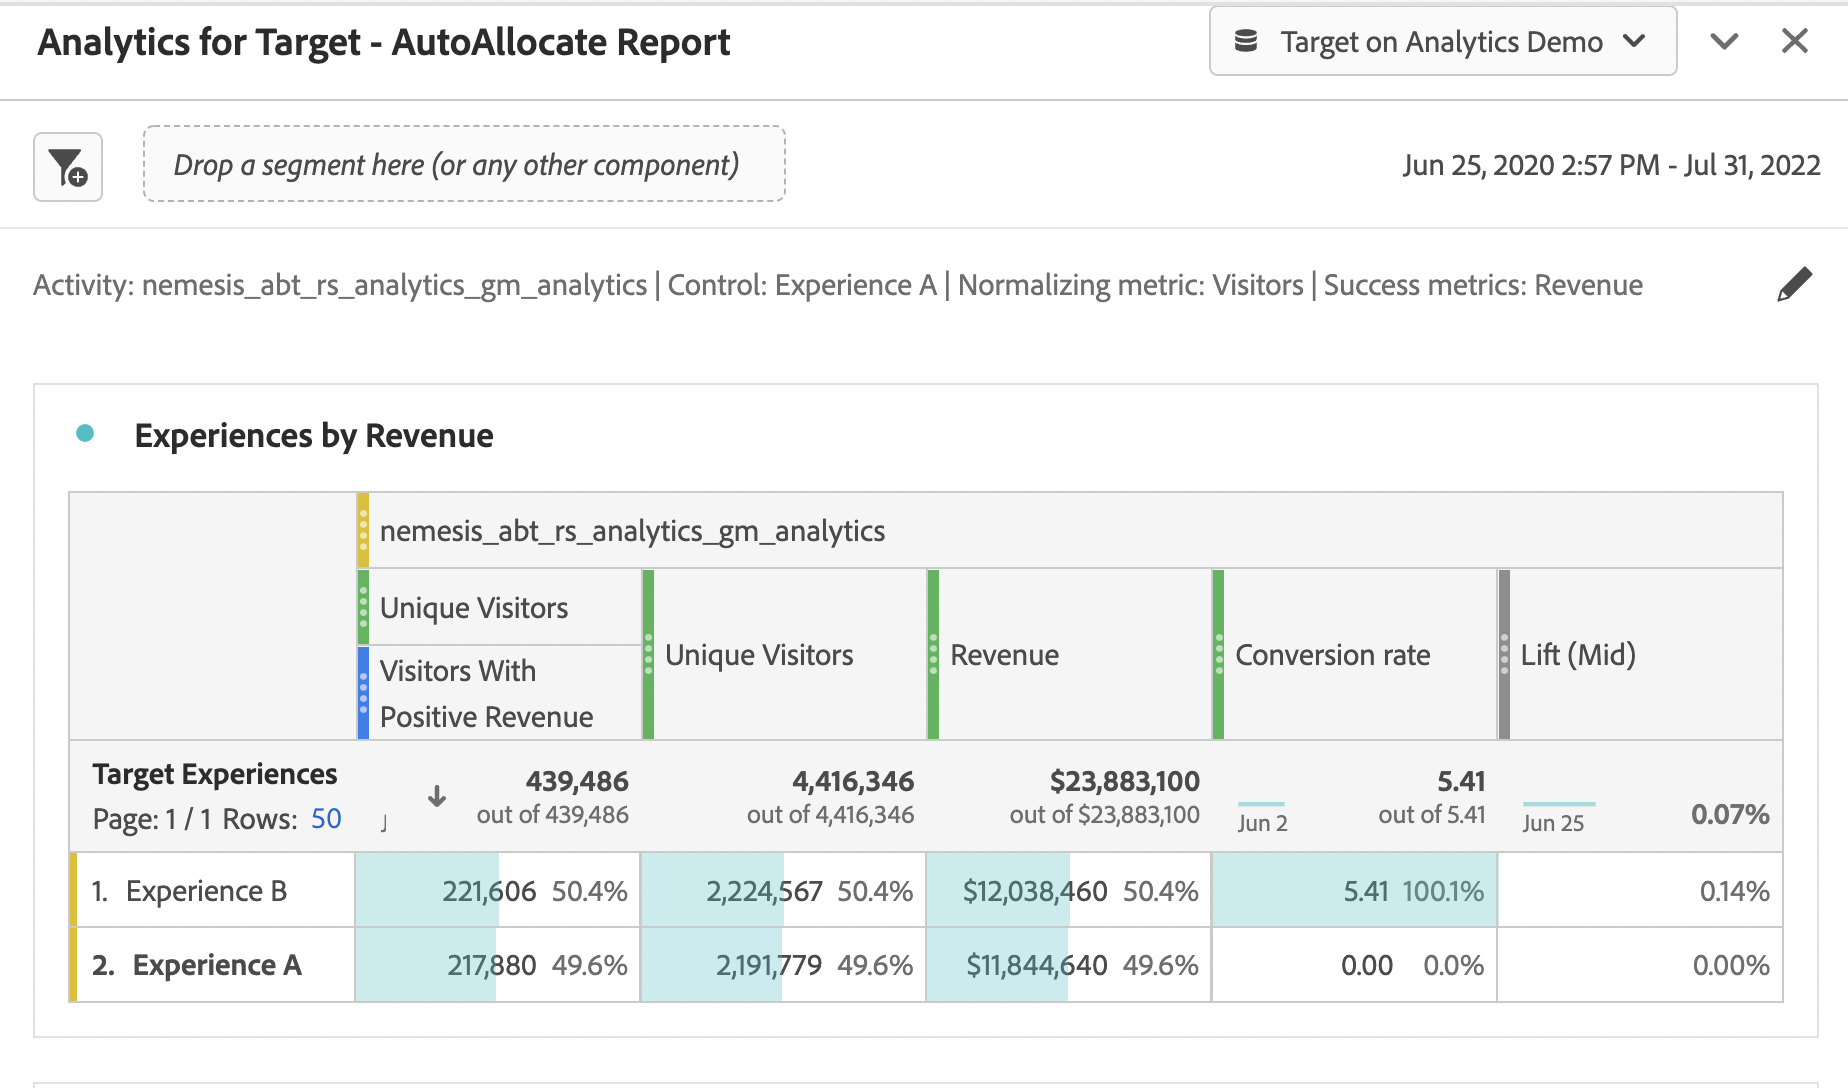 Analytics for Target - AutoAllocate Report
Target on Analytics Demo
Drop a segment here (or any other component)
Jun 25, 2020 2:57 PM - Jul 31, 2022
Activity: nemesis_abt_rs_analytics_gm_analytics | Control: Experience A | Normalizing metric: Visitors | Success metrics: Revenue
Experiences by Revenue
nemesis_abt_rs_analytics_gm_analytics
Unique Visitors
Visitors With
Positive Revenue
Unique Visitors
Revenue
Conversion rate
Lift (Mid)
Target Experiences
Page: 1 / 1 Rows: 50
J
439,486
out of 439,486
4,416,346
out of 4,416,346
$23,883,100
out of $23,883,100
Jun 2
5.41
out of 5.41
Jun 25
0.07%
1. Experience B 221,606 50.4% 2,224,567 50.4% $12,038,460 50.4% 5.41 100.1% 0.14%
2. Experience A 217,880 49.6% 2,191,779 49.6% $11,844,640 49.6% 0.00 0.0% 0.00%